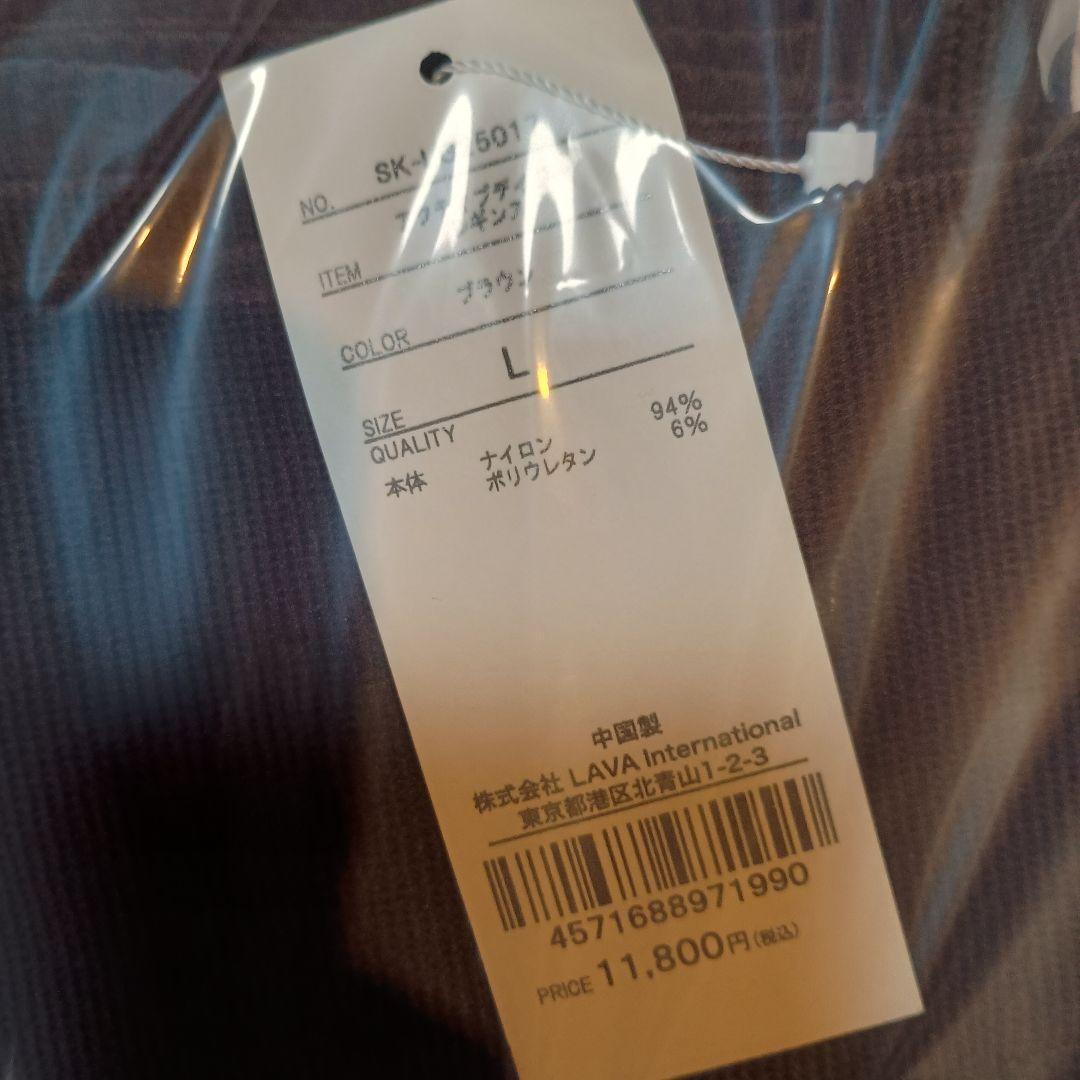 NO. SK-
ITEM
COLOR ブラウン
SIZE L
QUALITY
本体 ナイロン 94%
ポリウレタン 6%
中国製
株式会社 LAVA International
東京都港区北青山1-2-3
4571688971990
PRICE 11,800円(税込)